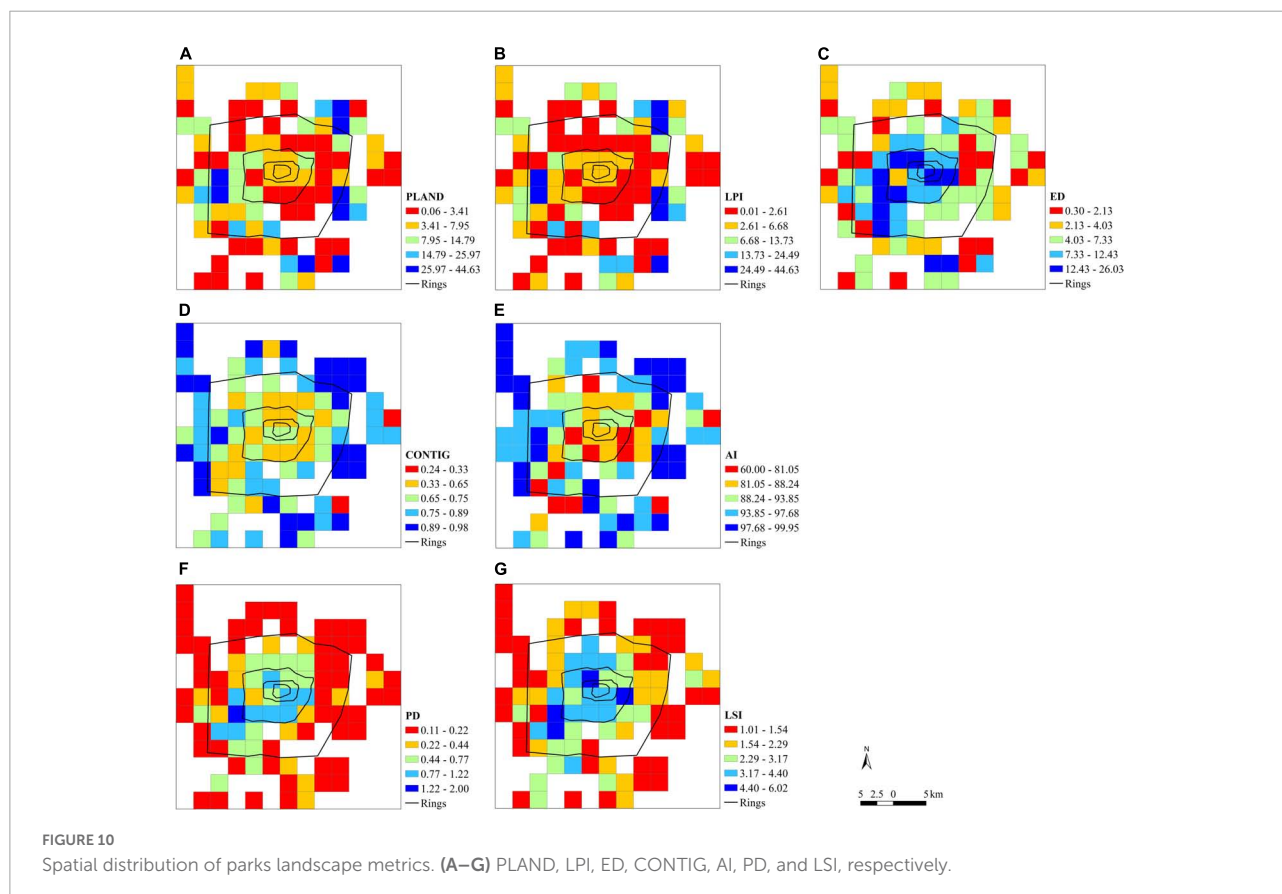 A
PLAND
0.06 - 3.41
3.41 - 7.95
7.95 - 14.79
14.79 - 25.97
25.97 - 44.63
Rings
B
LPI
0.01 - 2.61
2.61 - 6.68
6.68 - 13.73
13.73 - 24.49
24.49 - 44.63
Rings
C
ED
0.30 - 2.13
2.13 - 4.03
4.03 - 7.33
7.33 - 12.43
12.43 - 26.03
Rings
D
CONTIG
0.24 - 0.33
0.33 - 0.65
0.65 - 0.75
0.75 - 0.89
0.89 - 0.98
Rings
E
AI
60.00 - 81.05
81.05 - 88.24
88.24 - 93.85
93.85 - 97.68
97.68 - 99.95
Rings
F
PD
0.11 - 0.22
0.22 - 0.44
0.44 - 0.77
0.77 - 1.22
1.22 - 2.00
Rings
G
LSI
1.01 - 1.54
1.54 - 2.29
2.29 - 3.17
3.17 - 4.40
4.40 - 6.02
Rings
N
5 2.5 0 5 km
FIGURE 10
Spatial distribution of parks landscape metrics. (A–G) PLAND, LPI, ED, CONTIG, AI, PD, and LSI, respectively.